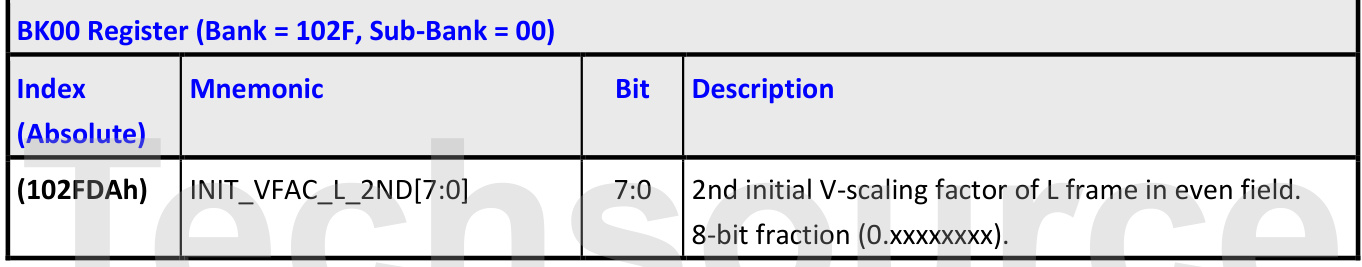 BK00 Register (Bank = 102F, Sub-Bank = 00)
Index (Absolute) Mnemonic Bit Description
(102FDAh) INIT_VFAC_L_2ND[7:0] 7:0 2nd initial V-scaling factor of L frame in even field.
8-bit fraction (0.xxxxxxxx).
Techsource